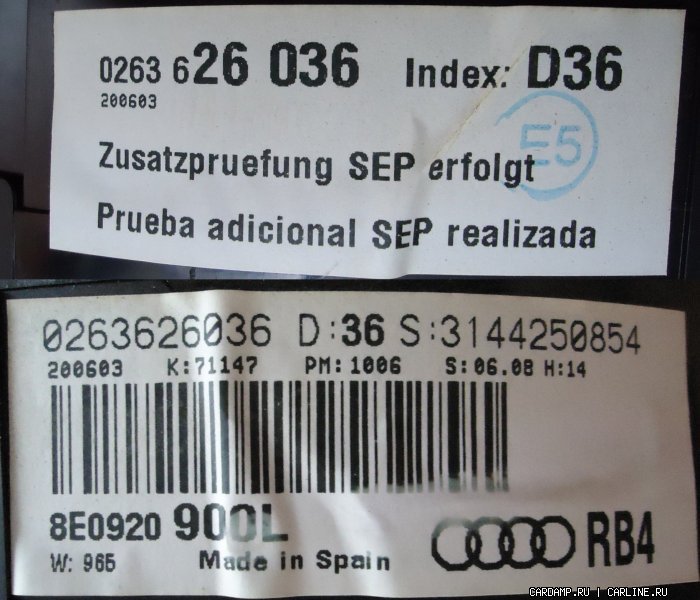 0263 626 036 Index: D36
200603
E5
Zusatzpruefung SEP erfolgt
Prueba adicional SEP realizada
0263626036 D:36 S:3144250854
200603 K:71147 PM:1006 S:06.08 H:14
8E0920 900L
RB4
W: 965 Made in Spain
CARDAMP.RU | CARLINE.RU